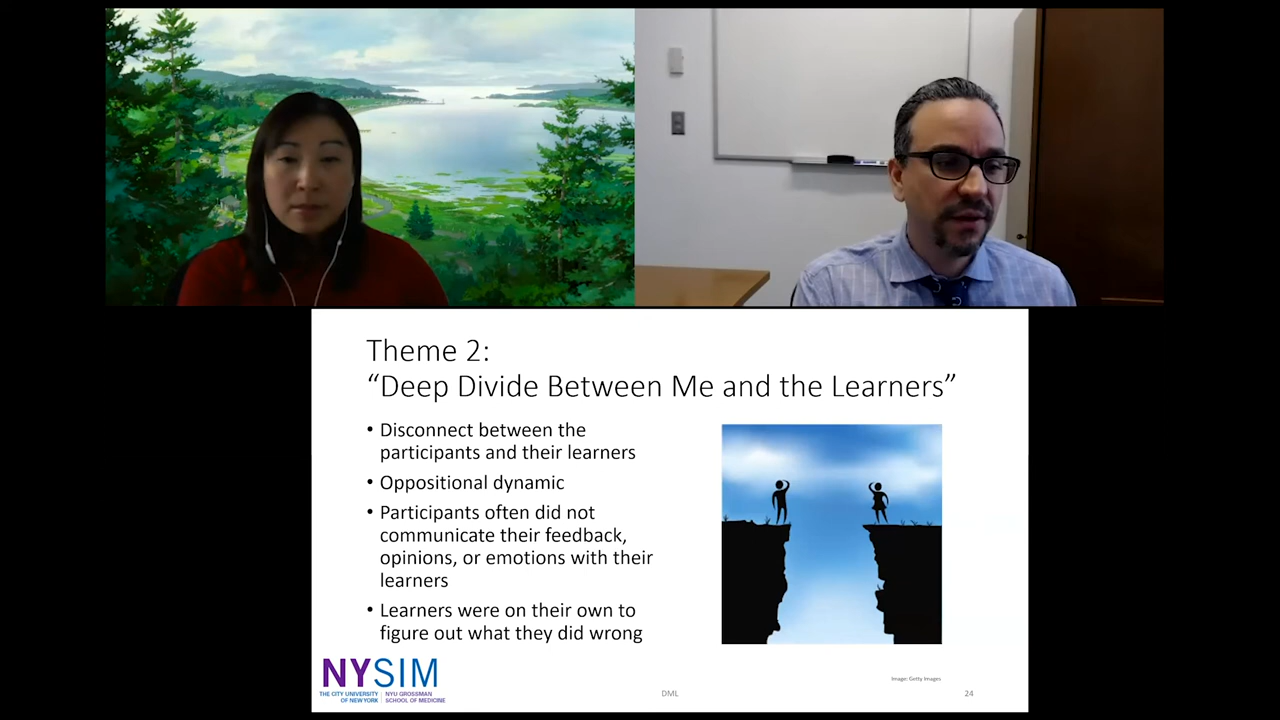 Theme 2:
“Deep Divide Between Me and the Learners”
• Disconnect between the
participants and their learners
• Oppositional dynamic
• Participants often did not
communicate their feedback,
opinions, or emotions with their
learners
• Learners were on their own to
figure out what they did wrong
NYSIM
THE CITY UNIVERSITY
OF NEW YORK
NYU GROSSMAN
SCHOOL OF MEDICINE
Image: Getty Images
DML
24